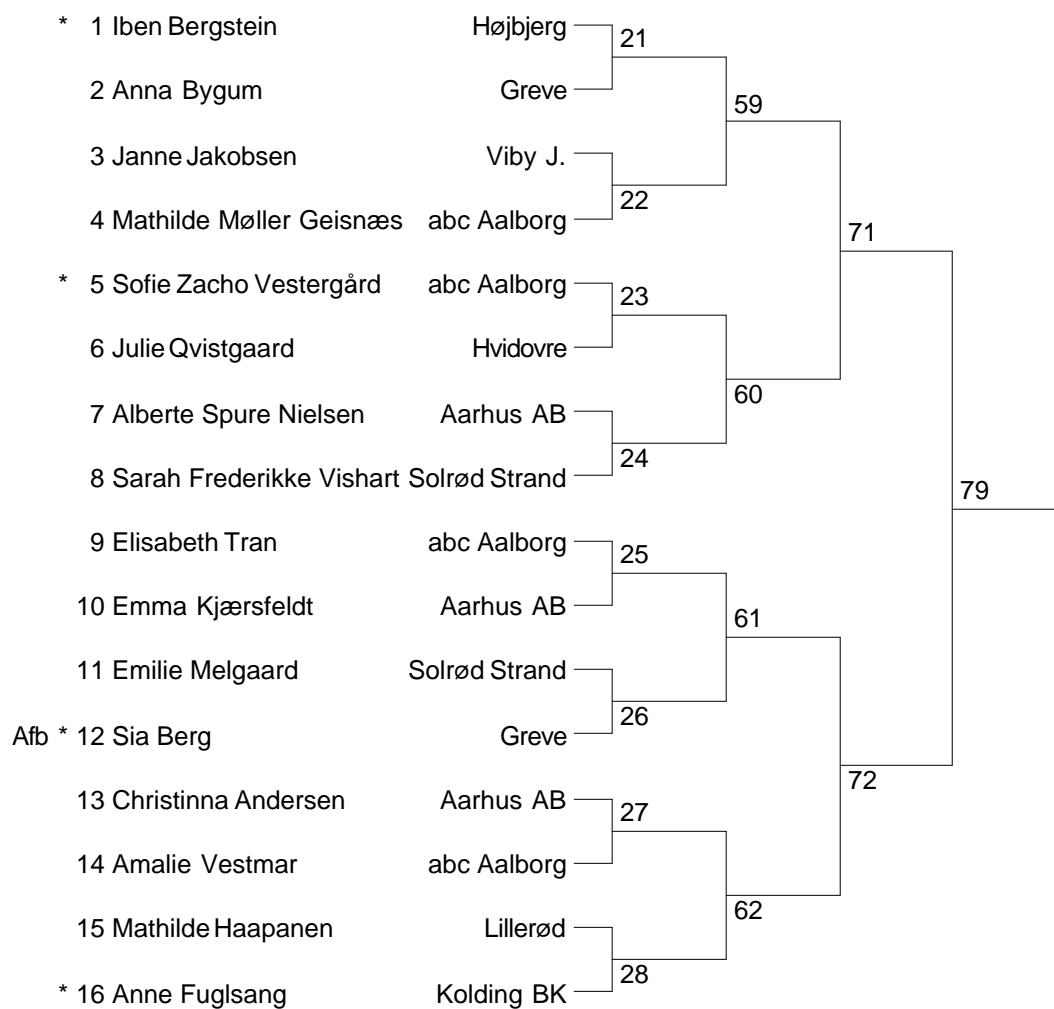 * 1 Iben Bergstein Højbjerg
21
2 Anna Bygum Greve
59
3 Janne Jakobsen Viby J.
22
4 Mathilde Møller Geisnæs abc Aalborg
71
* 5 Sofie Zacho Vestergård abc Aalborg
23
6 Julie Qvistgaard Hvidovre
60
7 Alberte Spure Nielsen Aarhus AB
24
8 Sarah Frederikke Vishart Solrød Strand
79
9 Elisabeth Tran abc Aalborg
25
10 Emma Kjærsfeldt Aarhus AB
61
11 Emilie Melgaard Solrød Strand
26
Afb * 12 Sia Berg Greve
72
13 Christinna Andersen Aarhus AB
27
14 Amalie Vestmar abc Aalborg
62
15 Mathilde Haapanen Lillerød
28
* 16 Anne Fuglsang Kolding BK